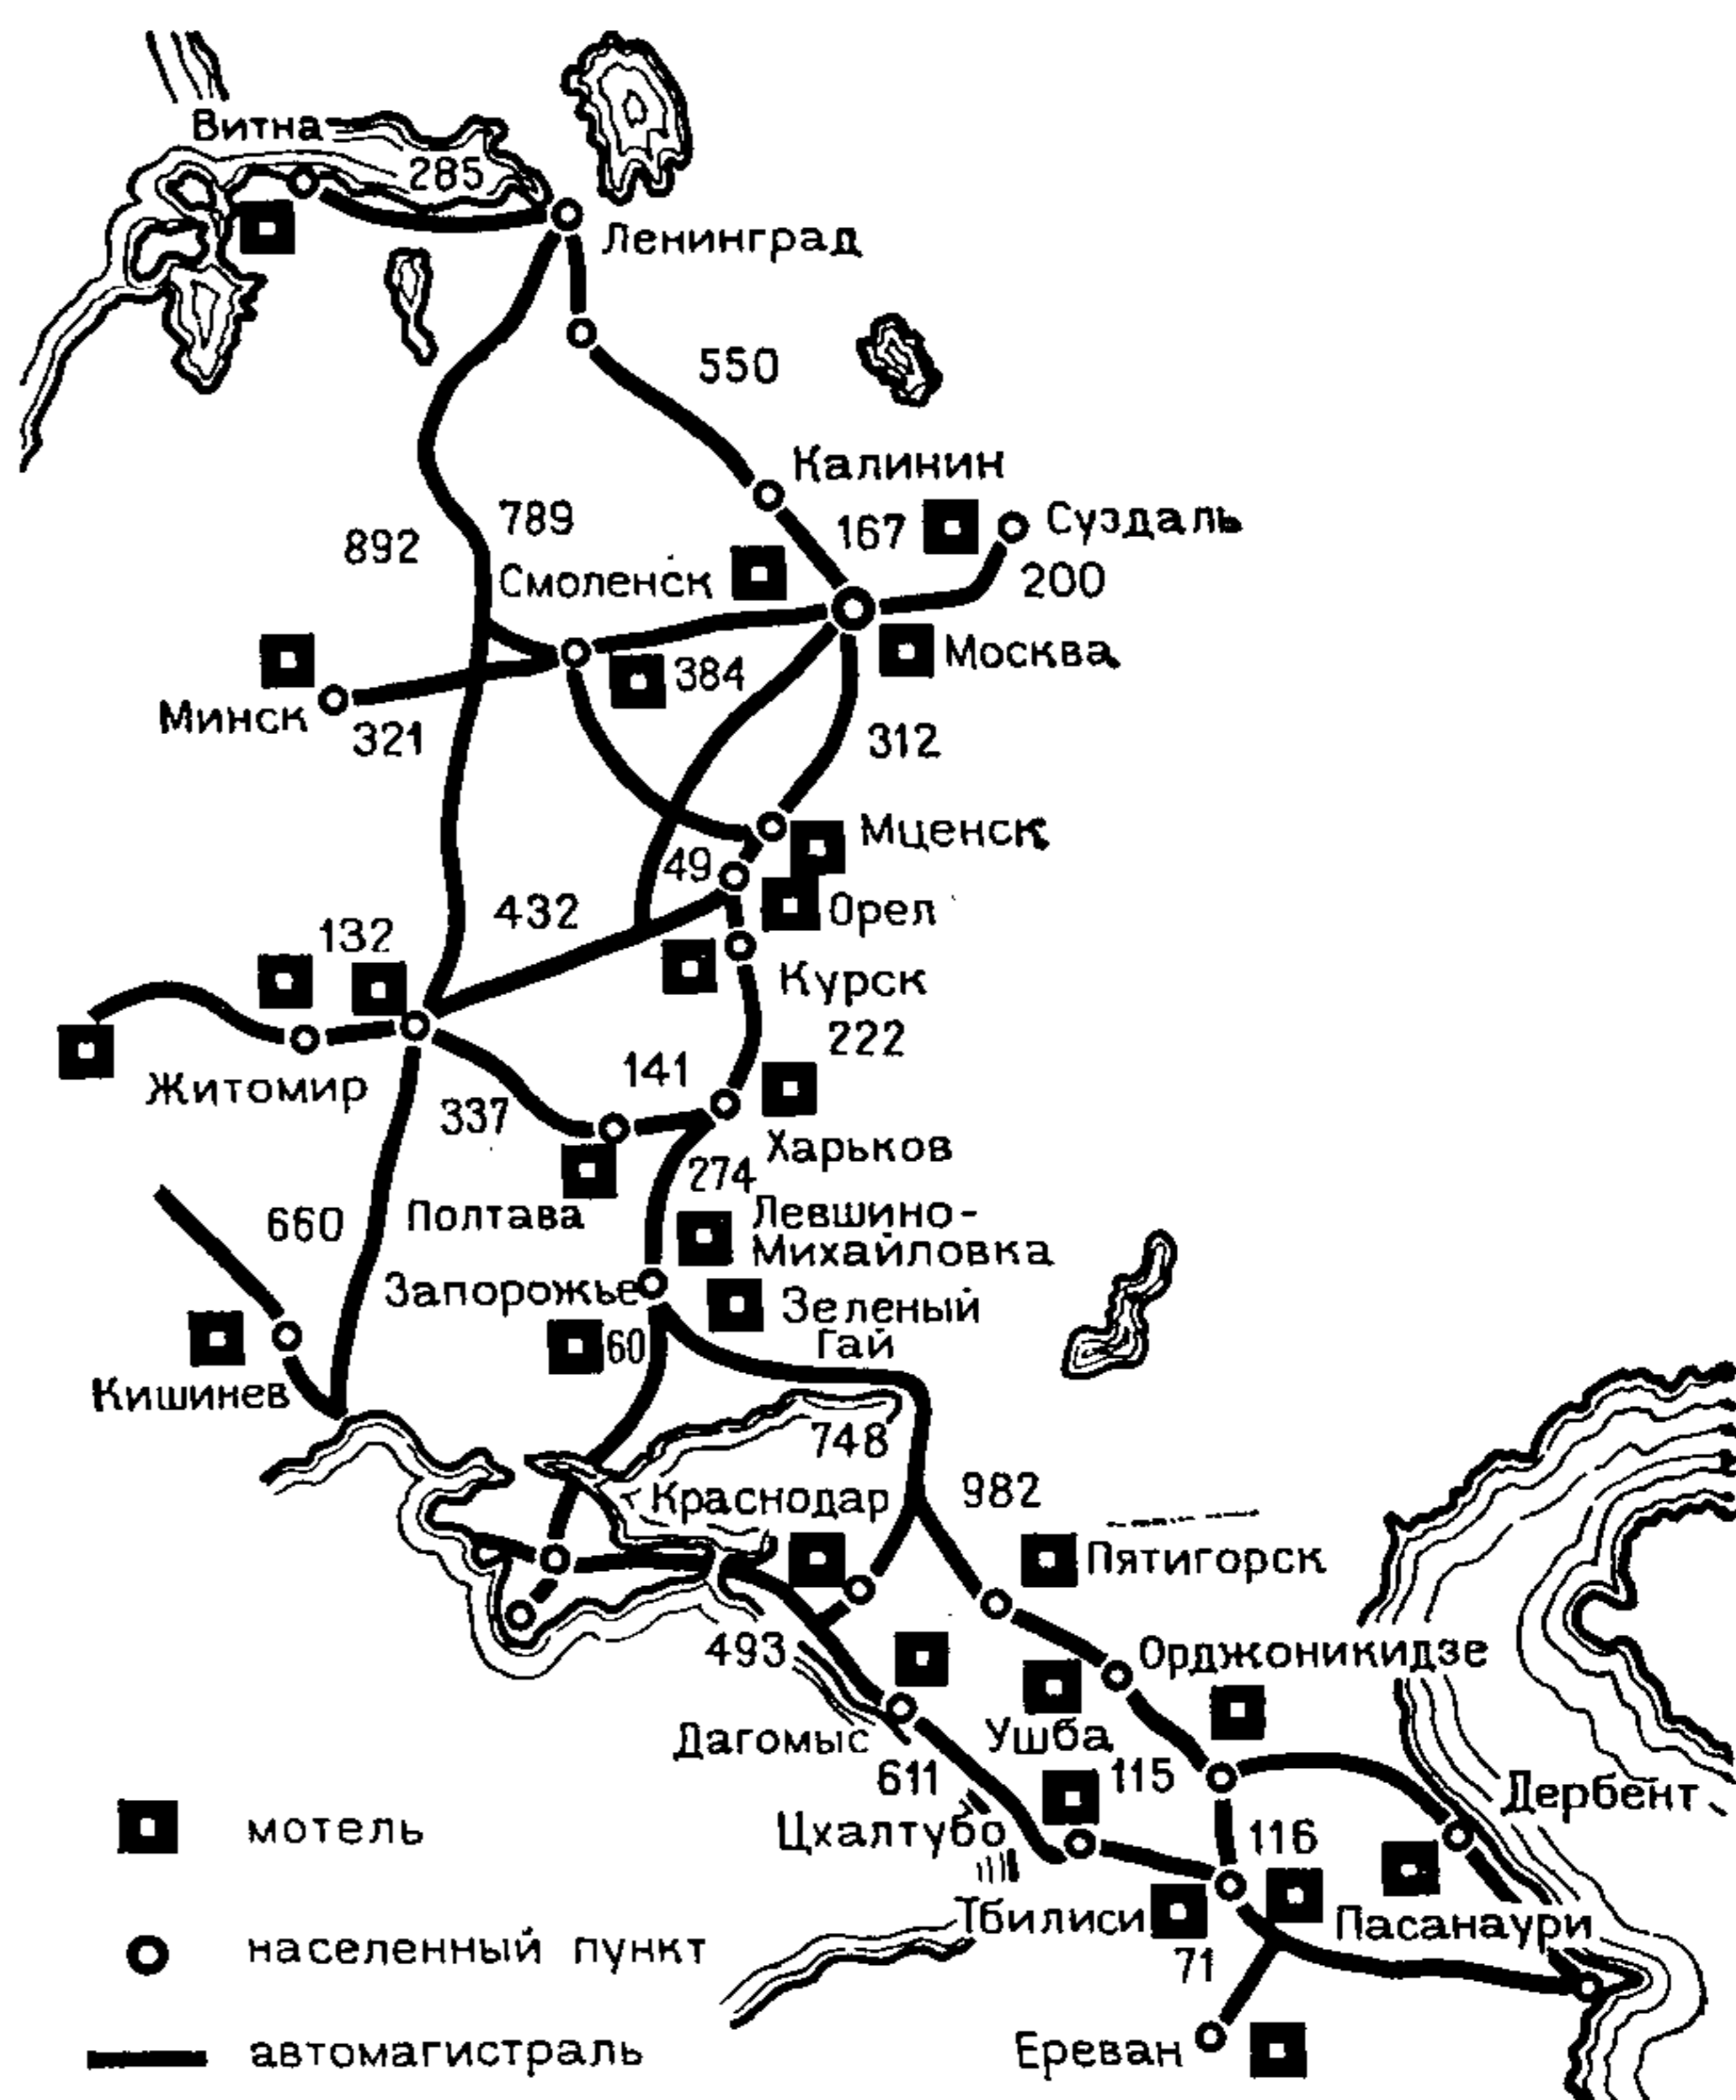 Витна
285
Ленинград
550
Калинин
789
167
Суздаль
892
Смоленск
200
384
Москва
Минск
321
312
Мценск
49
432
Орел
132
Курск
222
141
Житомир
337
Харьков
274
660
Полтава
Левшино-
Михайловка
Запорожье
Зеленый
Гай
60
Кишинев
748
982
Краснодар
Пятигорск
493
Орджоникидзе
Дагомыс
Ушба
611
115
Дербент
Цхалтубо
116
мотель
Тбилиси
Пасанаури
населенный пункт
71
Ереван
автомагистраль